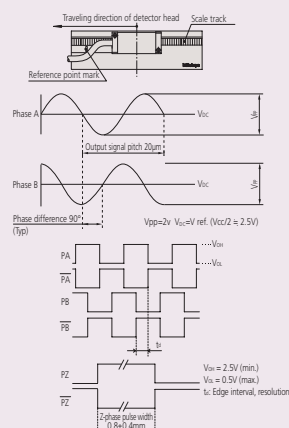 Traveling direction of detector head
Scale track
Reference point mark
Mitutoyo
Phase A
VDC
VPP
Output signal pitch 20μm
Phase B
VDC
VPP
Phase difference 90°
(Typ)
Vpp=2v VDC=V ref. (Vcc/2 ≒ 2.5V)
PA
VOH
VOL
PA
PB
PB
td
PZ
PZ
VOH = 2.5V (min.)
VOL = 0.5V (max.)
td: Edge interval, resolution
Z-phase pulse width
0.8±0.4mm